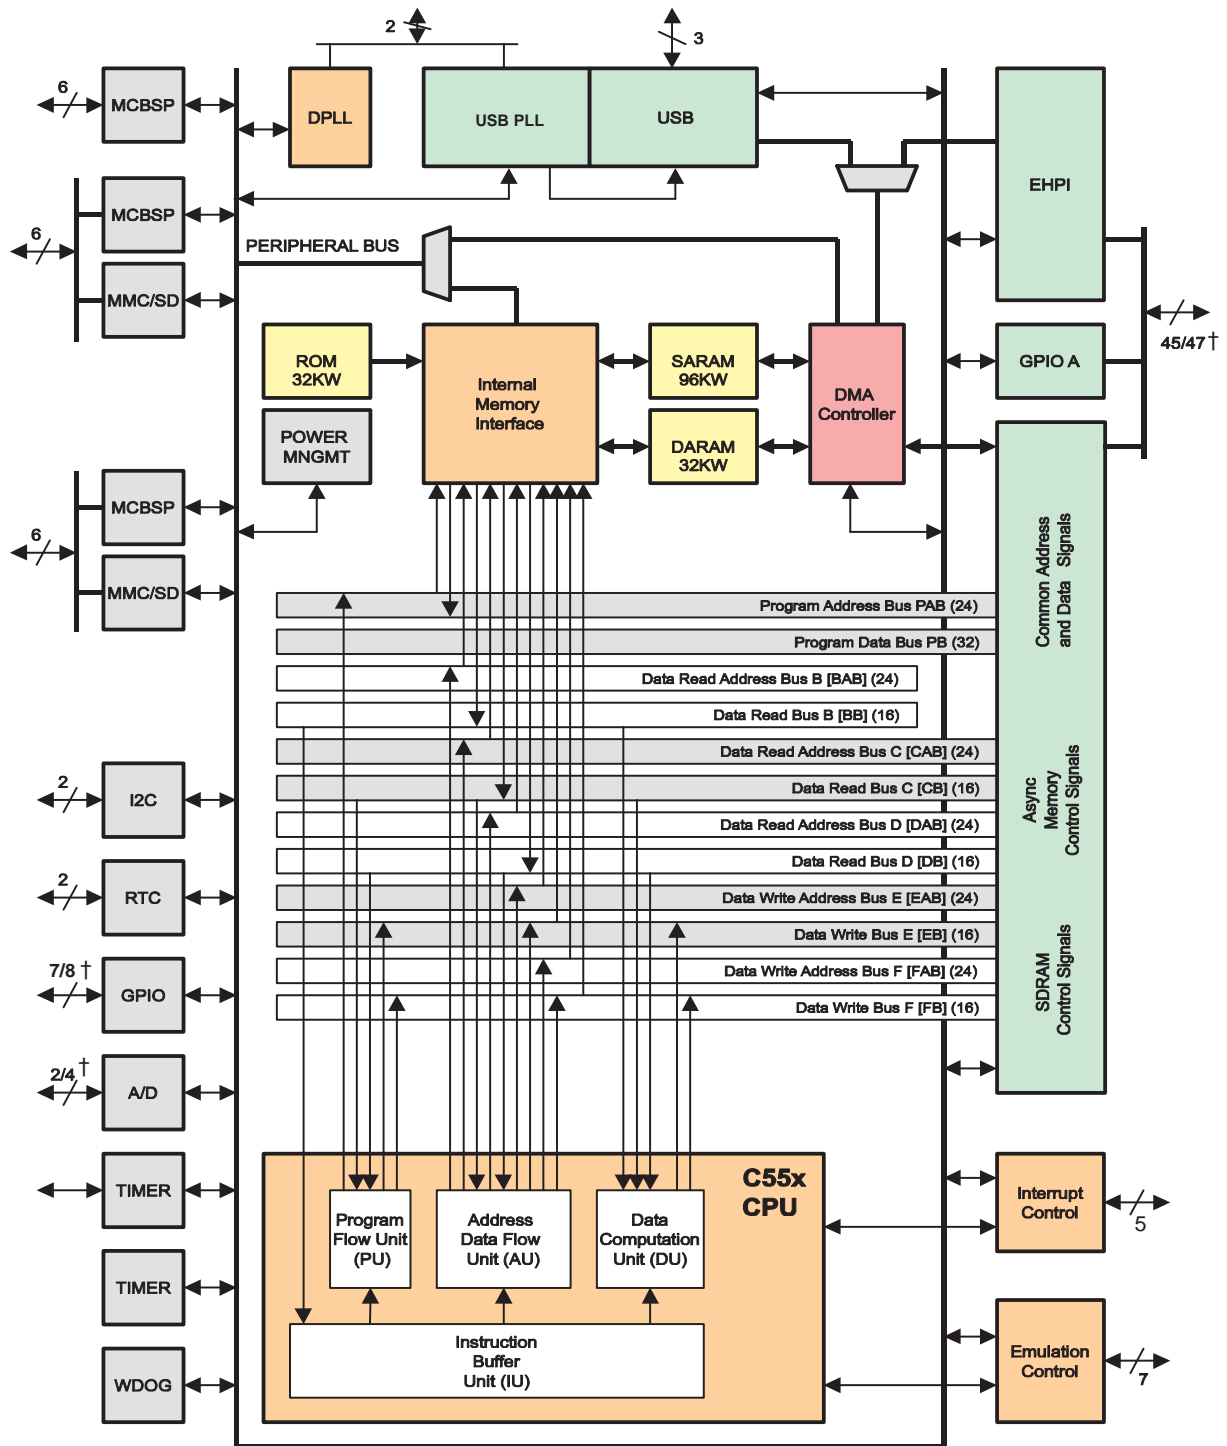 2
3
6
MCBSP
DPLL
USB PLL
USB
EHPI
6
MCBSP
PERIPHERAL BUS
MMC/SD
45/47†
ROM
32KW
Internal
Memory
Interface
SARAM
96KW
DMA
Controller
GPIO A
POWER
MNGMT
DARAM
32KW
6
MCBSP
MMC/SD
Common Address
and Data Signals
Program Address Bus PAB (24)
Program Data Bus PB (32)
Data Read Address Bus B [BAB] (24)
Data Read Bus B [BB] (16)
Data Read Address Bus C [CAB] (24)
Data Read Bus C [CB] (16)
Data Read Address Bus D [DAB] (24)
Data Read Bus D [DB] (16)
Data Write Address Bus E [EAB] (24)
Data Write Bus E [EB] (16)
Data Write Address Bus F [FAB] (24)
Data Write Bus F [FB] (16)
Async
Memory
Control Signals
SDRAM
Control Signals
2
I2C
2
RTC
7/8 †
GPIO
2/4 †
A/D
TIMER
TIMER
WDOG
C55x
CPU
Program
Flow Unit
(PU)
Address
Data Flow
Unit (AU)
Data
Computation
Unit (DU)
Instruction
Buffer
Unit (IU)
Interrupt
Control
5
Emulation
Control
7